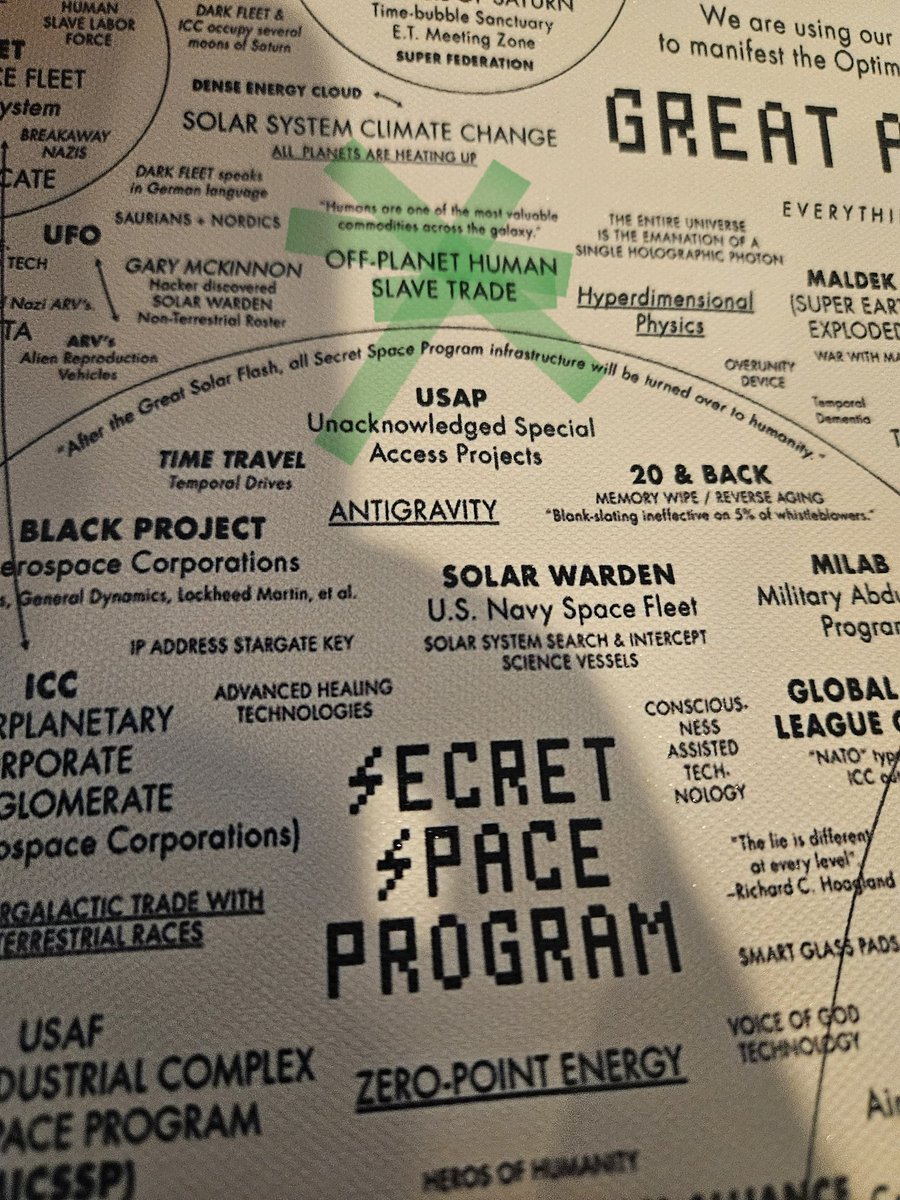 HUMAN
SLAVE LABOR
FORCE
FLEET
ystem
BREAKAWAY
NAZIS
CATE
DARK FLEET &
ICC occupy several
moons of Saturn
SATURN
Time-bubble Sanctuary
E.T. Meeting Zone
SUPER FEDERATION
We are using our
to manifest the Optim
GREAT
DENSE ENERGY CLOUD
SOLAR SYSTEM CLIMATE CHANGE
ALL PLANETS ARE HEATING UP
DARK FLEET speaks
in German language
SAURIANS + NORDICS
UFO
TECH
Nazi ARV's.
TA
ARV's
Alien Reproduction
Vehicles
GARY MCKINNON
Hacker discovered
SOLAR WARDEN
Non-Terrestrial Roster
"Humans are one of the most valuable
commodities across the galaxy."
OFF-PLANET HUMAN
SLAVE TRADE
EVERYTHI
THE ENTIRE UNIVERSE
IS THE EMANATION OF A
SINGLE HOLOGRAPHIC PHOTON
Hyperdimensional
Physics
MALDEK
(SUPER EAR
EXPLODED
WAR WITH MA
OVERUNITY
DEVICE
Temporal
Dementia
"After the Great Solar Flash, all Secret Space Program infrastructure will be turned over to humanity."
USAP
Unacknowledged Special
Access Projects
TIME TRAVEL
Temporal Drives
ANTIGRAVITY
20 & BACK
MEMORY WIPE / REVERSE AGING
"Blank-slating ineffective on 5% of whistleblowers."
BLACK PROJECT
erospace Corporations
s, General Dynamics, Lockheed Martin, et al.
SOLAR WARDEN
U.S. Navy Space Fleet
SOLAR SYSTEM SEARCH & INTERCEPT
SCIENCE VESSELS
MILAB
Military Abdu
Progra
IP ADDRESS STARGATE KEY
ICC
RPLANETARY
RPORATE
GLOMERATE
ospace Corporations)
ADVANCED HEALING
TECHNOLOGIES
CONSCIOUS-
NESS
ASSISTED
TECH-
NOLOGY
GLOBAL
LEAGUE
"NATO" typ
ICC
SECRET
SPACE
PROGRAM
"The lie is different
at every level".
-Richard C. Hoagland
RGALACTIC TRADE WITH
TERRESTRIAL RACES
SMART GLASS PADS
USAF
DUSTRIAL COMPLEX
PACE PROGRAM
ICSSP)
ZERO-POINT ENERGY
VOICE OF GOD
TECHNOLOGY
HEROS OF HUMANITY